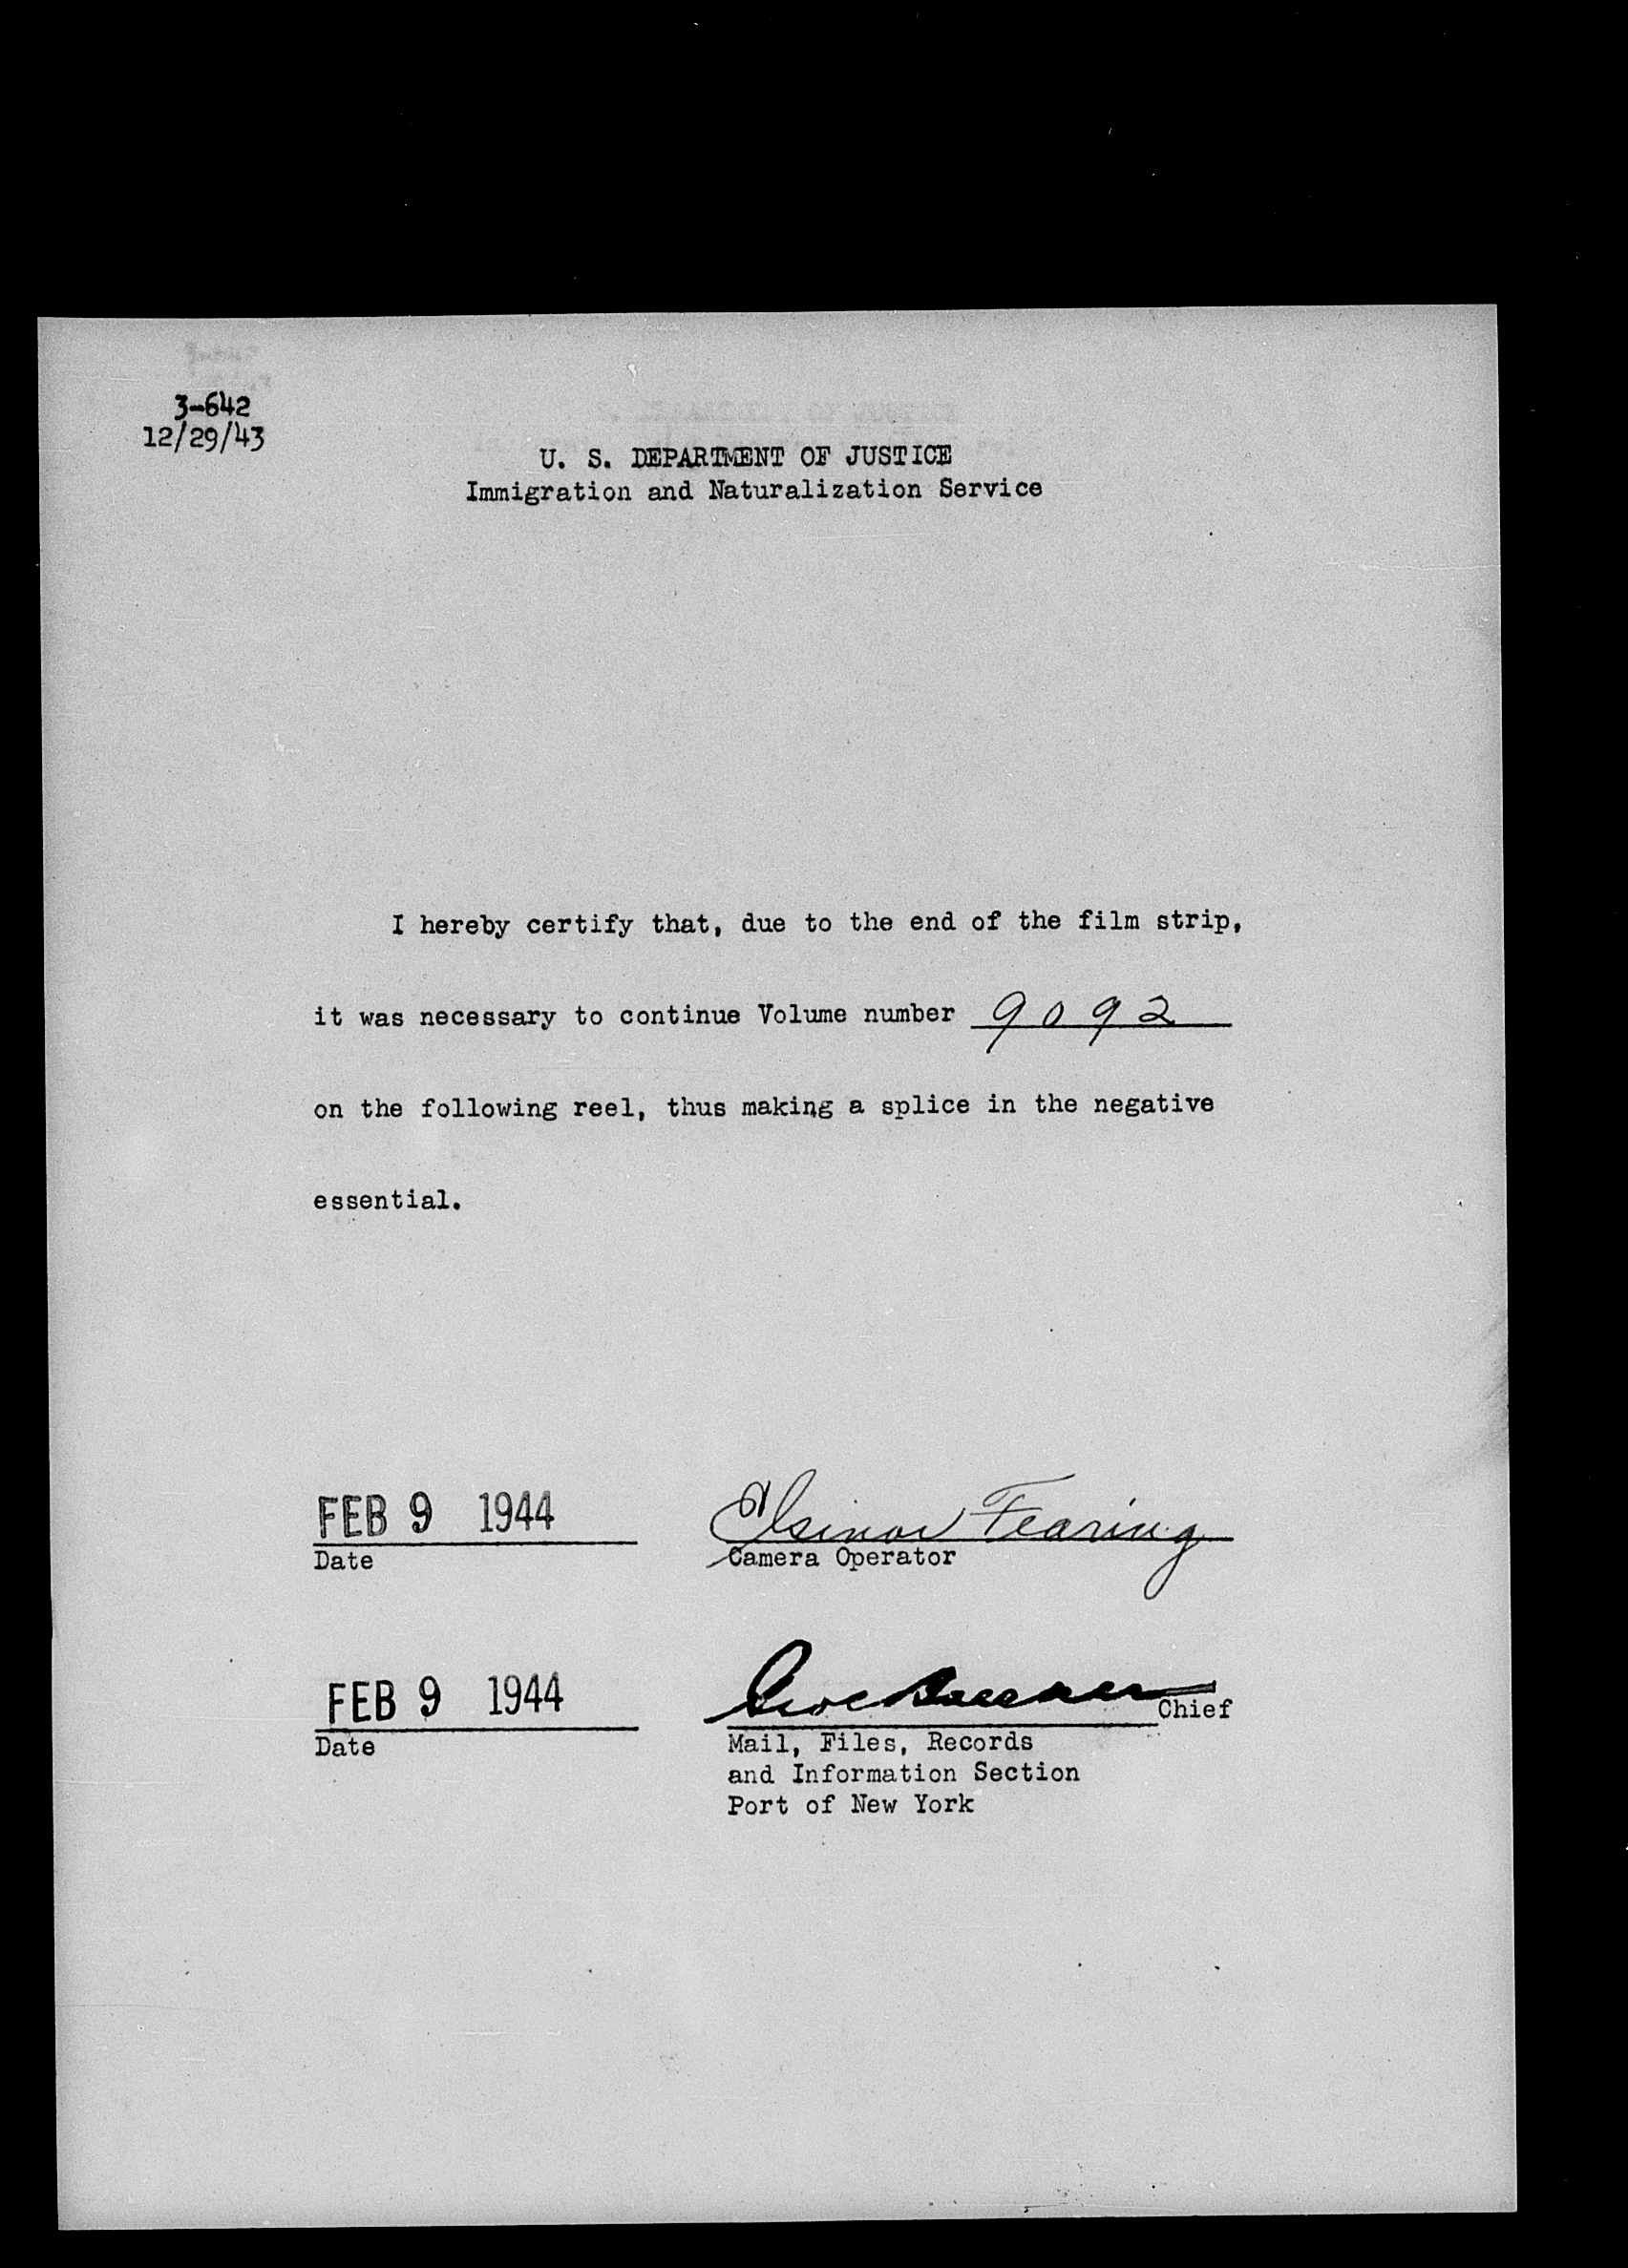 3-642
12/29/43
U. S. DEPARTMENT OF JUSTICE
Immigration and Naturalization Service
I hereby certify that, due to the end of the film strip,
it was necessary to continue Volume number 9092
on the following reel, thus making a splice in the negative
essential.
FEB 9 1944
Elsinor Fearing
Date
Camera Operator
FEB 9 1944
Chief
Date
Mail, Files, Records
and Information Section
Port of New York